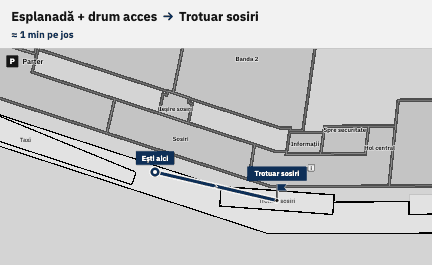 Esplanadă + drum acces → Trotuar sosiri
≈ 1 min pe jos
P Parter
Banda 2
Ieșire sosiri
Sosiri
Spre securitate
Informații
Hol central
Taxi
Ești aici
Trotuar sosiri
i
sosiri